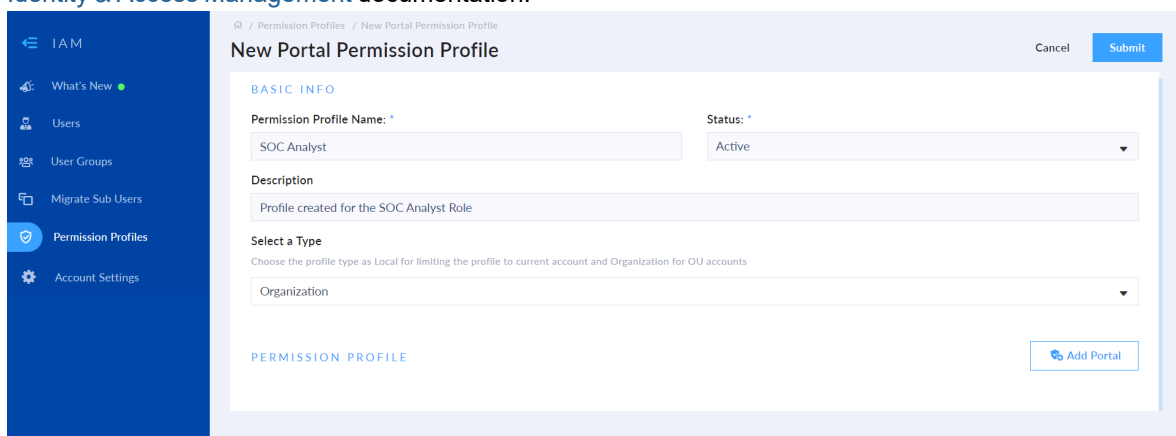 Identity & Access Management documentation.
IAM
What's New
Users
User Groups
Migrate Sub Users
Permission Profiles
Account Settings
/ Permission Profiles / New Portal Permission Profile
New Portal Permission Profile
Cancel
Submit
BASIC INFO
Permission Profile Name: *
Status: *
SOC Analyst
Active
Description
Profile created for the SOC Analyst Role
Select a Type
Choose the profile type as Local for limiting the profile to current account and Organization for OU accounts
Organization
PERMISSION PROFILE
Add Portal